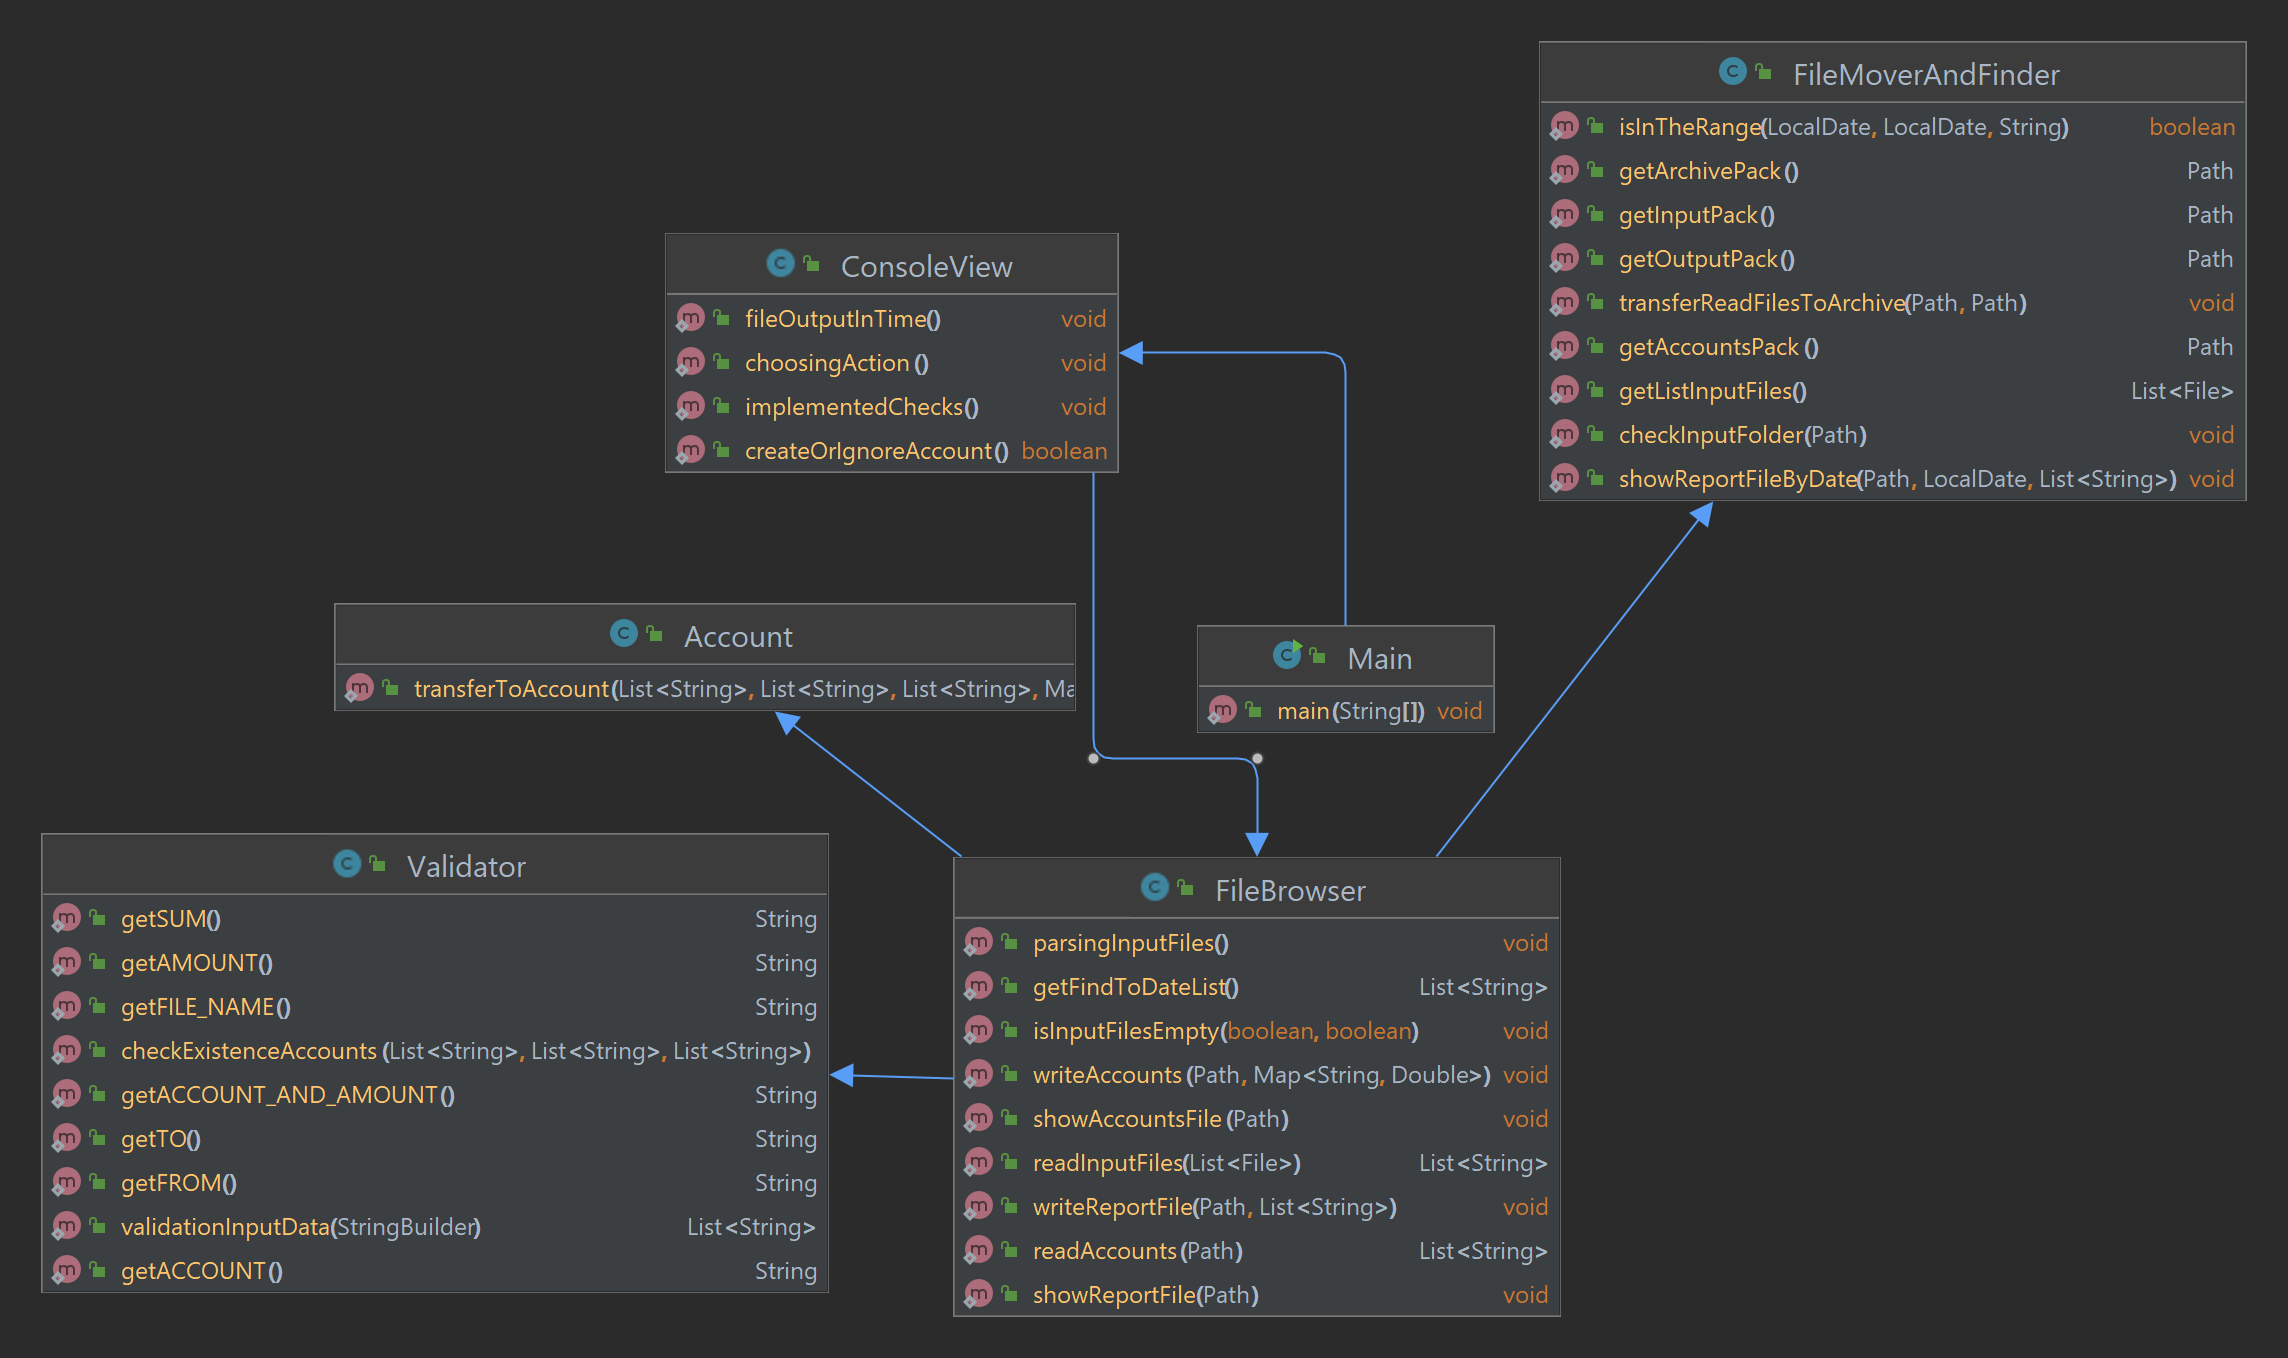 FileMoverAndFinder
isInTheRange(LocalDate, LocalDate, String) boolean
getArchivePack() Path
getInputPack() Path
getOutputPack() Path
transferReadFilesToArchive(Path, Path) void
getAccountsPack() Path
getListInputFiles() List<File>
checkInputFolder(Path) void
showReportFileByDate(Path, LocalDate, List<String>) void
ConsoleView
fileOutputInTime() void
choosingAction() void
implementedChecks() void
createOrIgnoreAccount() boolean
Account
transferToAccount(List<String>, List<String>, List<String>, Ma
Main
main(String[]) void
Validator
getSUM() String
getAMOUNT() String
getFILE_NAME() String
checkExistenceAccounts(List<String>, List<String>, List<String>)
getACCOUNT_AND_AMOUNT() String
getTO() String
getFROM() String
validationInputData(StringBuilder) List<String>
getACCOUNT() String
FileBrowser
parsingInputFiles() void
getFindToDateList() List<String>
isInputFilesEmpty(boolean, boolean) void
writeAccounts(Path, Map<String, Double>) void
showAccountsFile(Path) void
readInputFiles(List<File>) List<String>
writeReportFile(Path, List<String>) void
readAccounts(Path) List<String>
showReportFile(Path) void